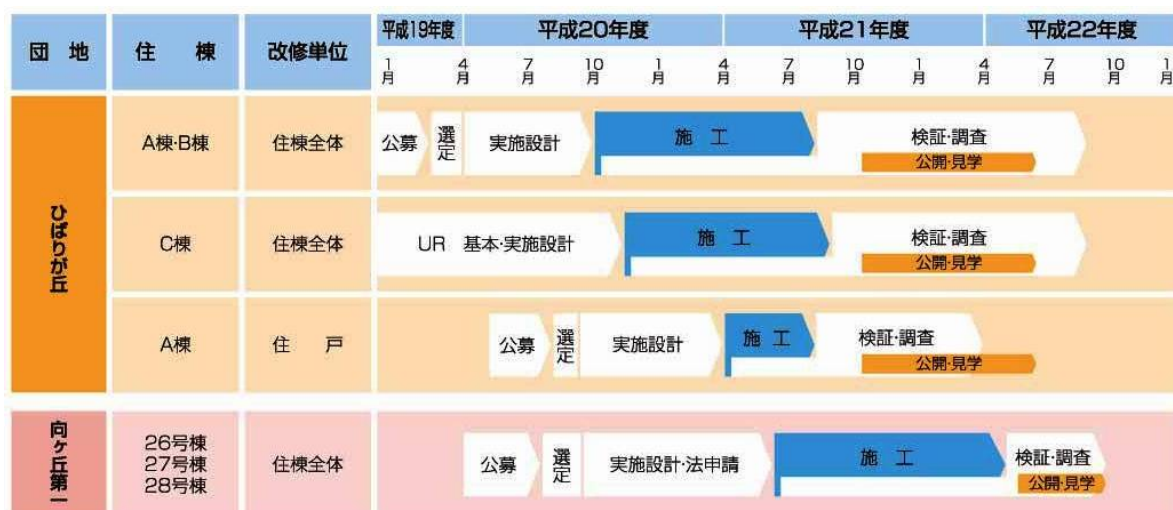 団 地
住 棟
改修単位
平成19年度 平成20年度 平成21年度 平成22年度
1月 4月 7月 10月 1月 4月 7月 10月 1月 4月 7月 10月 1月
ひばりが丘
A棟・B棟
住棟全体
公募
選定
実施設計
施 工
検証・調査
公開・見学
C棟
住棟全体
UR 基本・実施設計
施 工
検証・調査
公開・見学
A棟
住 戸
公募
選定
実施設計
施 工
検証・調査
公開・見学
向ヶ丘第一
26号棟
27号棟
28号棟
住棟全体
公募
選定
実施設計・法申請
施 工
検証・調査
公開・見学